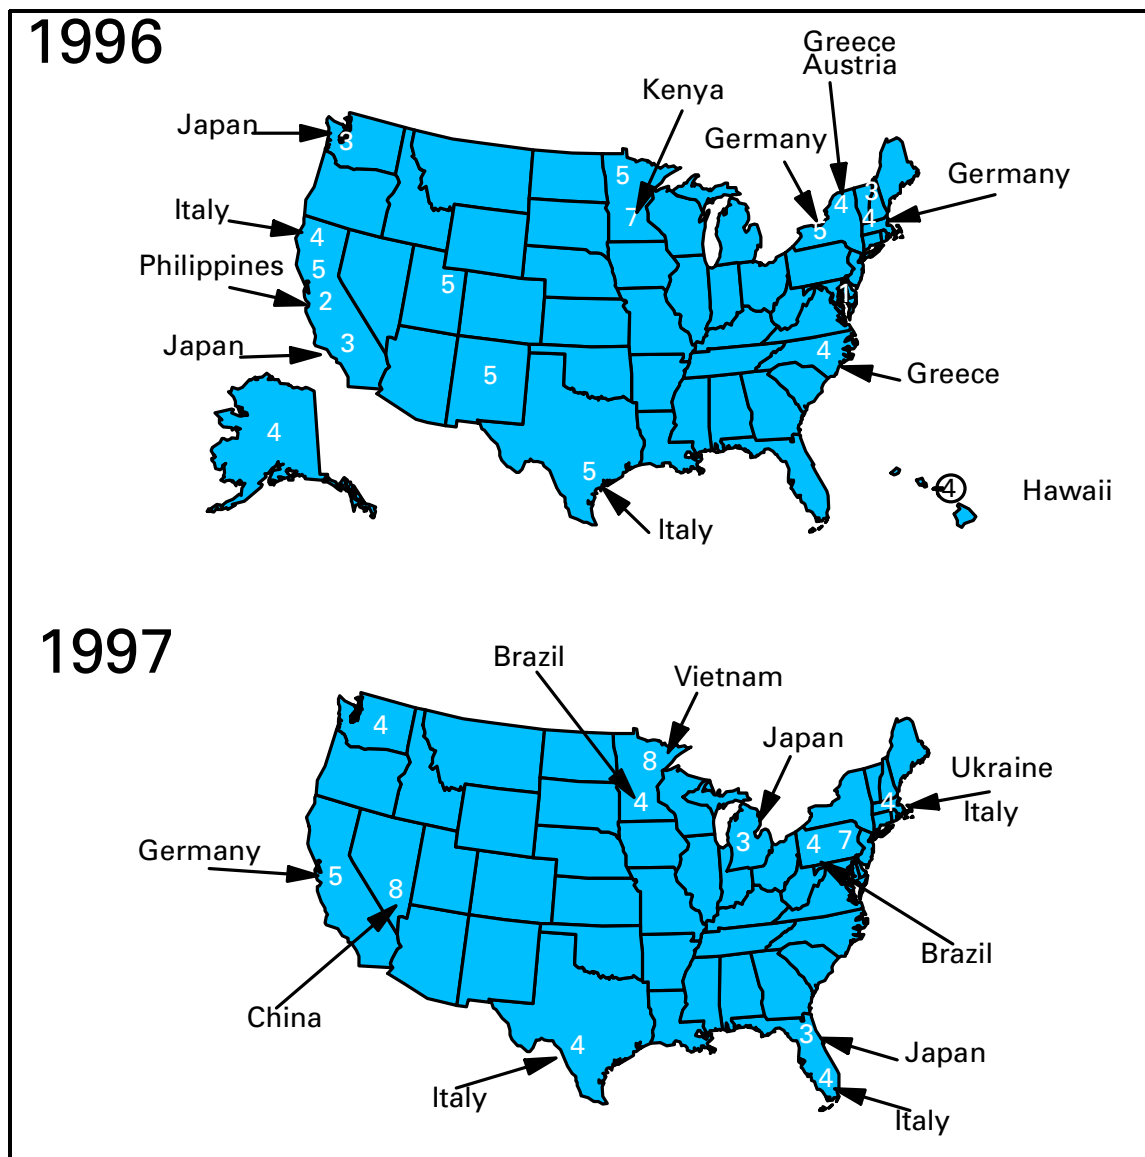 1996
Greece
Austria
Kenya
Japan
Germany
3
5
Germany
3
4
Italy
7
4
4
5
Philippines
5
5
2
1
Japan
3
4
5
Greece
4
5
4
Hawaii
Italy
1997
Brazil
Vietnam
4
Japan
8
Ukraine
4
4
Italy
3
4
7
Germany
5
8
Brazil
China
3
4
Japan
4
Italy
Italy